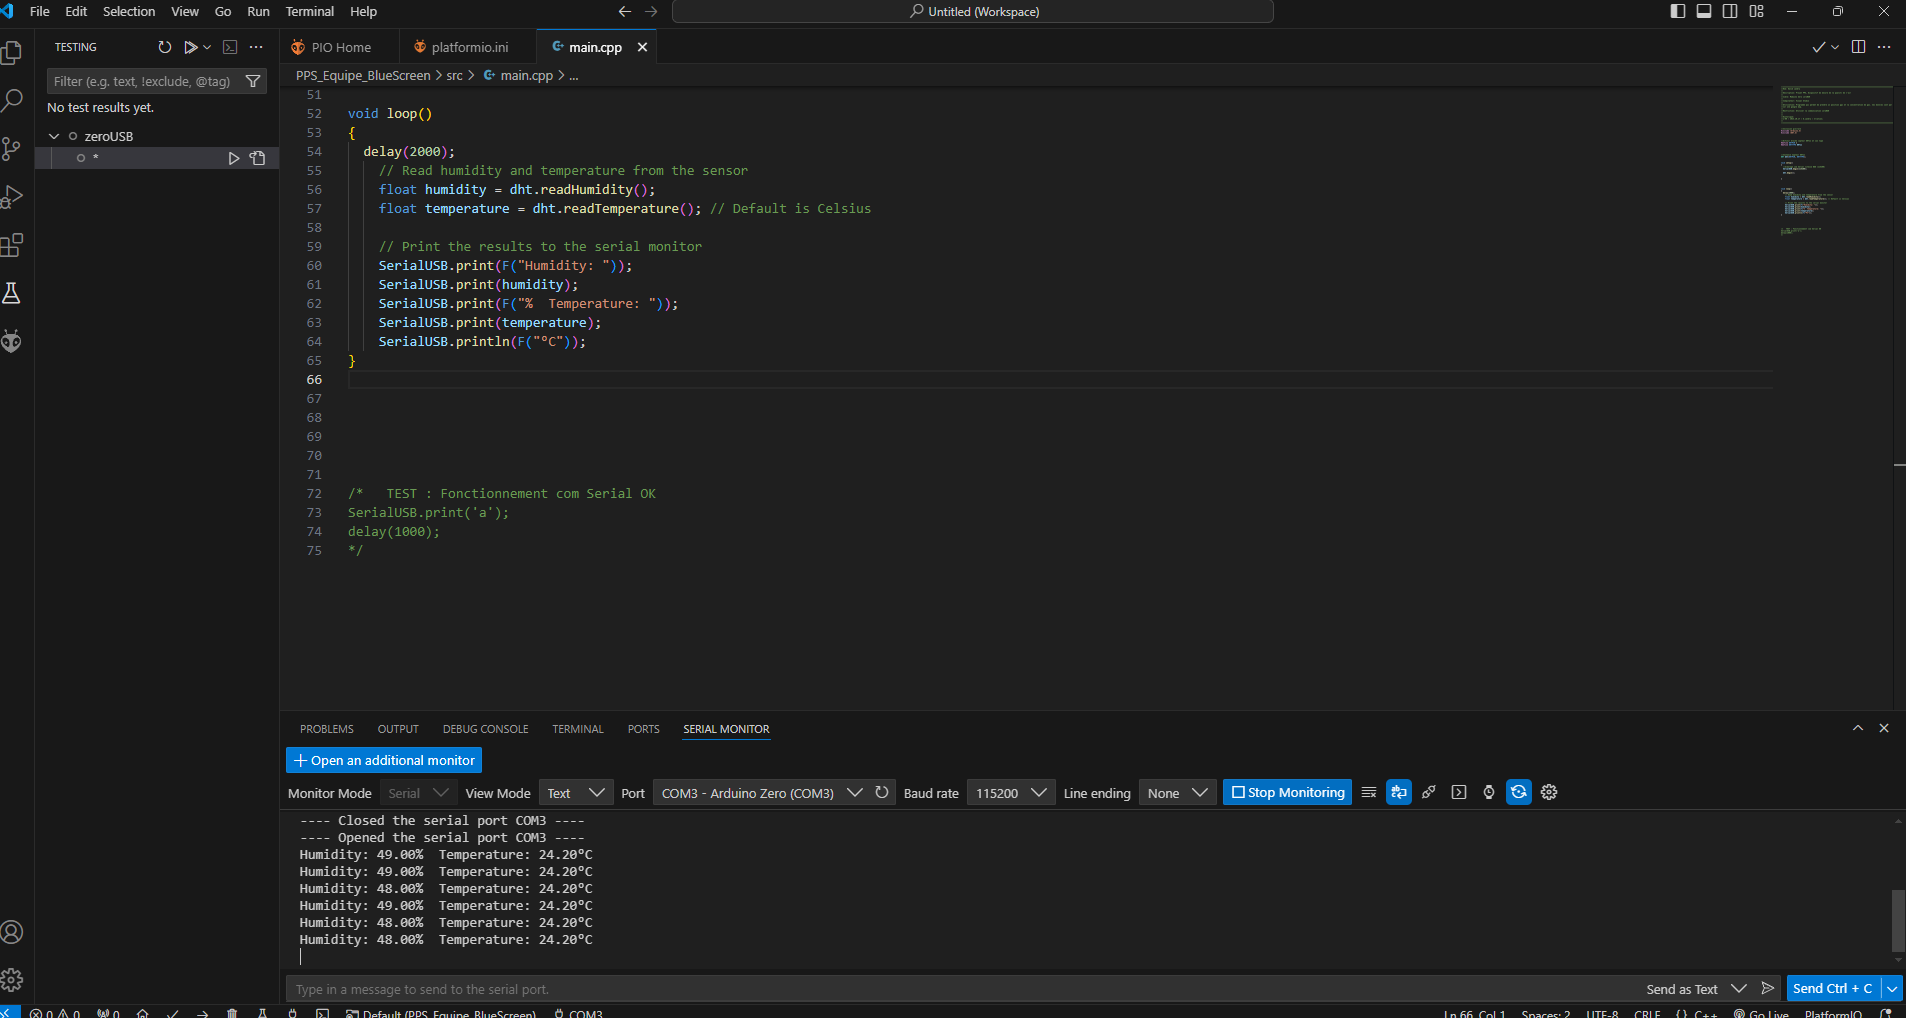 File Edit Selection View Go Run Terminal Help
Untitled (Workspace)
TESTING
Filter (e.g. text, !exclude, @tag)
No test results yet.
zeroUSB
*
PIO Home
platformio.ini
main.cpp
PPS_Equipe_BlueScreen > src > main.cpp > ...
51
52 void loop()
53 {
54 delay(2000);
55 // Read humidity and temperature from the sensor
56 float humidity = dht.readHumidity();
57 float temperature = dht.readTemperature(); // Default is Celsius
58
59 // Print the results to the serial monitor
60 SerialUSB.print(F("Humidity: "));
61 SerialUSB.print(humidity);
62 SerialUSB.print(F("%  Temperature: "));
63 SerialUSB.print(temperature);
64 SerialUSB.println(F("°C"));
65 }
66
67
68
69
70
71
72 /*   TEST : Fonctionnement com Serial OK
73 SerialUSB.print('a');
74 delay(1000);
75 */
PROBLEMS OUTPUT DEBUG CONSOLE TERMINAL PORTS SERIAL MONITOR
Open an additional monitor
Monitor Mode Serial View Mode Text Port COM3 - Arduino Zero (COM3) Baud rate 115200 Line ending None Stop Monitoring
---- Closed the serial port COM3 ----
---- Opened the serial port COM3 ----
Humidity: 49.00%  Temperature: 24.20°C
Humidity: 49.00%  Temperature: 24.20°C
Humidity: 48.00%  Temperature: 24.20°C
Humidity: 49.00%  Temperature: 24.20°C
Humidity: 48.00%  Temperature: 24.20°C
Humidity: 48.00%  Temperature: 24.20°C
Type in a message to send to the serial port.
Send as Text
Send Ctrl + C
0 0 0 Default (PPS_Equipe_BlueScreen) COM3 Ln 66, Col 1 Spaces: 2 UTF-8 CRLF {} C++ Go Live PlatformIO